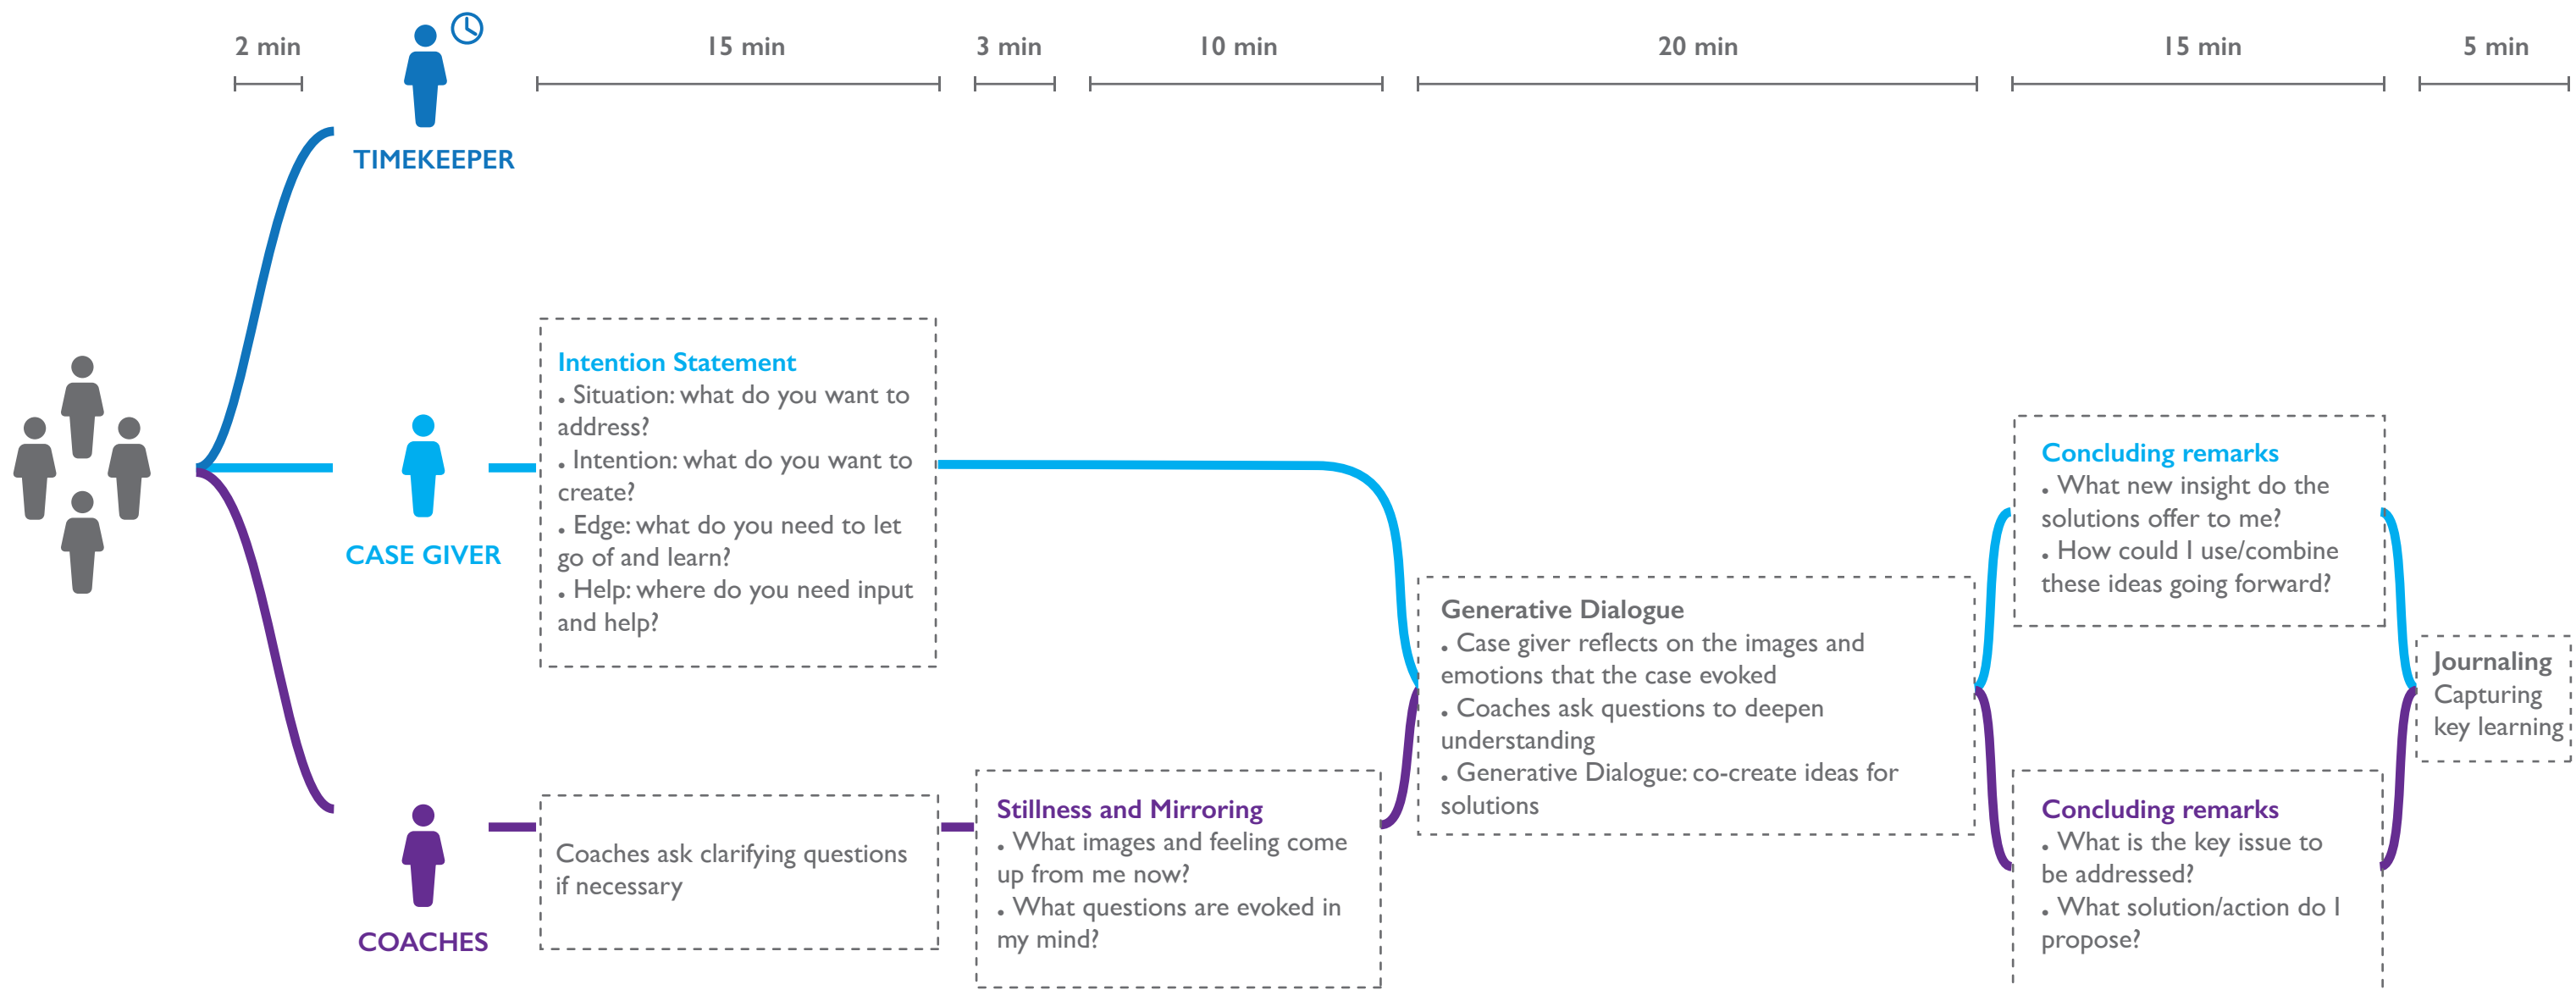 2 min
15 min
3 min
10 min
20 min
15 min
5 min
TIMEKEEPER
CASE GIVER
COACHES
Intention Statement
• Situation: what do you want to
address?
• Intention: what do you want to
create?
• Edge: what do you need to let
go of and learn?
• Help: where do you need input
and help?
Coaches ask clarifying questions
if necessary
Stillness and Mirroring
• What images and feeling come
up from me now?
• What questions are evoked in
my mind?
Generative Dialogue
• Case giver reflects on the images and
emotions that the case evoked
• Coaches ask questions to deepen
understanding
• Generative Dialogue: co-create ideas for
solutions
Concluding remarks
• What new insight do the
solutions offer to me?
• How could I use/combine
these ideas going forward?
Concluding remarks
• What is the key issue to
be addressed?
• What solution/action do I
propose?
Journaling
Capturing
key learning